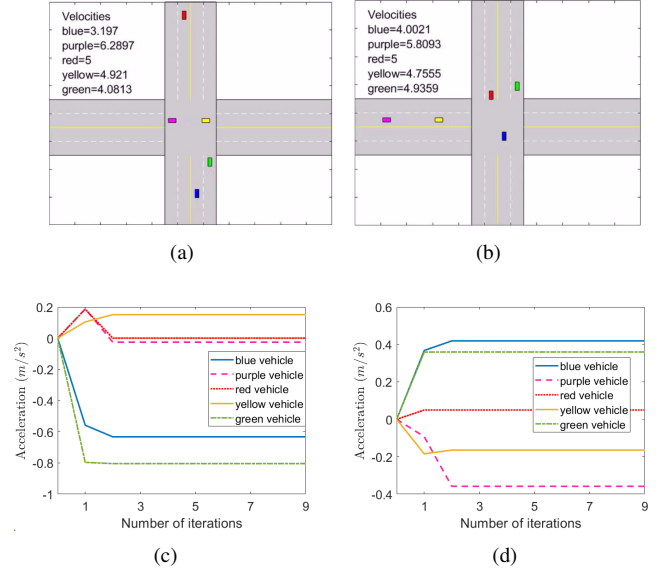 Velocities
blue=3.197
purple=6.2897
red=5
yellow=4.921
green=4.0813
Velocities
blue=4.0021
purple=5.8093
red=5
yellow=4.7555
green=4.9359
(a)
(b)
Acceleration (m/s²)
0.2
0
-0.2
-0.4
-0.6
-0.8
-1
blue vehicle
purple vehicle
red vehicle
yellow vehicle
green vehicle
1
3
5
7
9
Number of iterations
Acceleration (m/s²)
0.6
0.4
0.2
0
-0.2
-0.4
blue vehicle
purple vehicle
red vehicle
yellow vehicle
green vehicle
1
3
5
7
9
Number of iterations
(c)
(d)